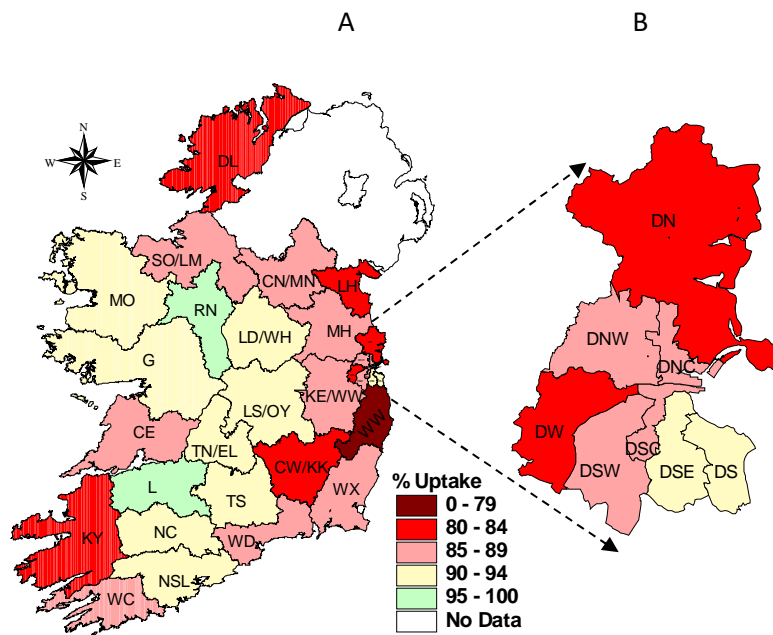 A
B
N
W E
S
DL
SO/LM
CN/MN
LH
MO
RN
LD/WH
MH
G
KE/WW
LS/OY
WW
CE
TN/EL
CW/KK
L
TS
WX
KY
NC
WD
NSL
WC
% Uptake
0 - 79
80 - 84
85 - 89
90 - 94
95 - 100
No Data
DN
DNW
DNC
DW
DSC
DSW
DSE
DS